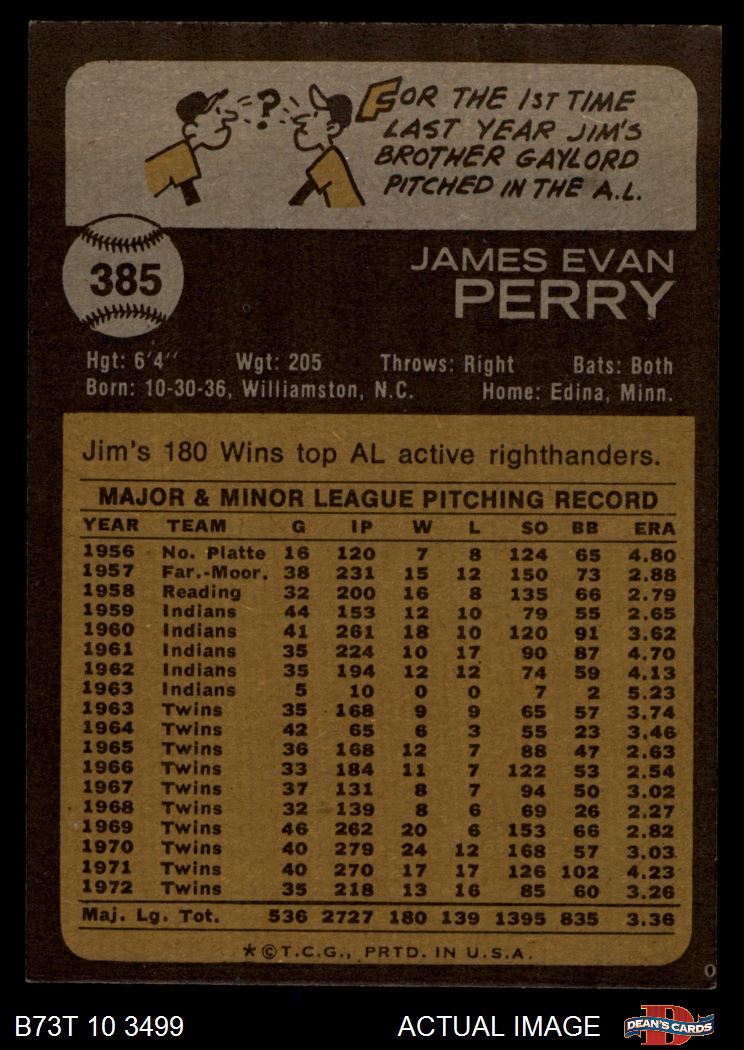 ?
FOR THE 1ST TIME
LAST YEAR JIM'S
BROTHER GAYLORD
PITCHED IN THE A.L.
385
JAMES EVAN
PERRY
Hgt: 6'4" Wgt: 205 Throws: Right Bats: Both
Born: 10-30-36, Williamston, N.C. Home: Edina, Minn.
Jim's 180 Wins top AL active righthanders.
MAJOR & MINOR LEAGUE PITCHING RECORD
YEAR TEAM G IP W L SO BB ERA
1956 No. Platte 16 120 7 8 124 65 4.80
1957 Far.-Moor. 38 231 15 12 150 73 2.88
1958 Reading 32 200 16 8 135 66 2.79
1959 Indians 44 153 12 10 79 55 2.65
1960 Indians 41 261 18 10 120 91 3.62
1961 Indians 35 224 10 17 90 87 4.70
1962 Indians 35 194 12 12 74 59 4.13
1963 Indians 5 10 0 0 7 2 5.23
1963 Twins 35 168 9 9 65 57 3.74
1964 Twins 42 65 6 3 55 23 3.46
1965 Twins 36 168 12 7 88 47 2.63
1966 Twins 33 184 11 7 122 53 2.54
1967 Twins 37 131 8 7 94 50 3.02
1968 Twins 32 139 8 6 69 26 2.27
1969 Twins 46 262 20 6 153 66 2.82
1970 Twins 40 279 24 12 168 57 3.03
1971 Twins 40 270 17 17 126 102 4.23
1972 Twins 35 218 13 16 85 60 3.26
Maj. Lg. Tot. 536 2727 180 139 1395 835 3.36
*©T.C.G., PRTD. IN U.S.A.
0
B73T 10 3499 ACTUAL IMAGE D DEAN'S CARDS